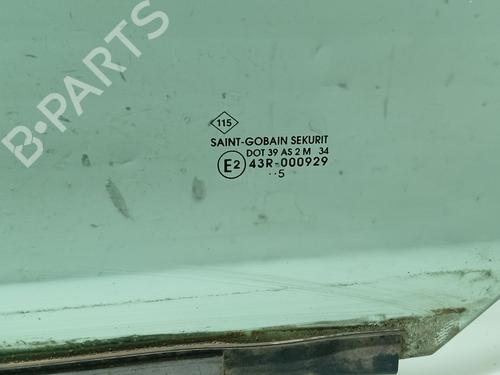 B-PARTS
115
SAINT-GOBAIN SEKURIT
DOT 39 AS 2 M 34
E2 43R-000929
··5